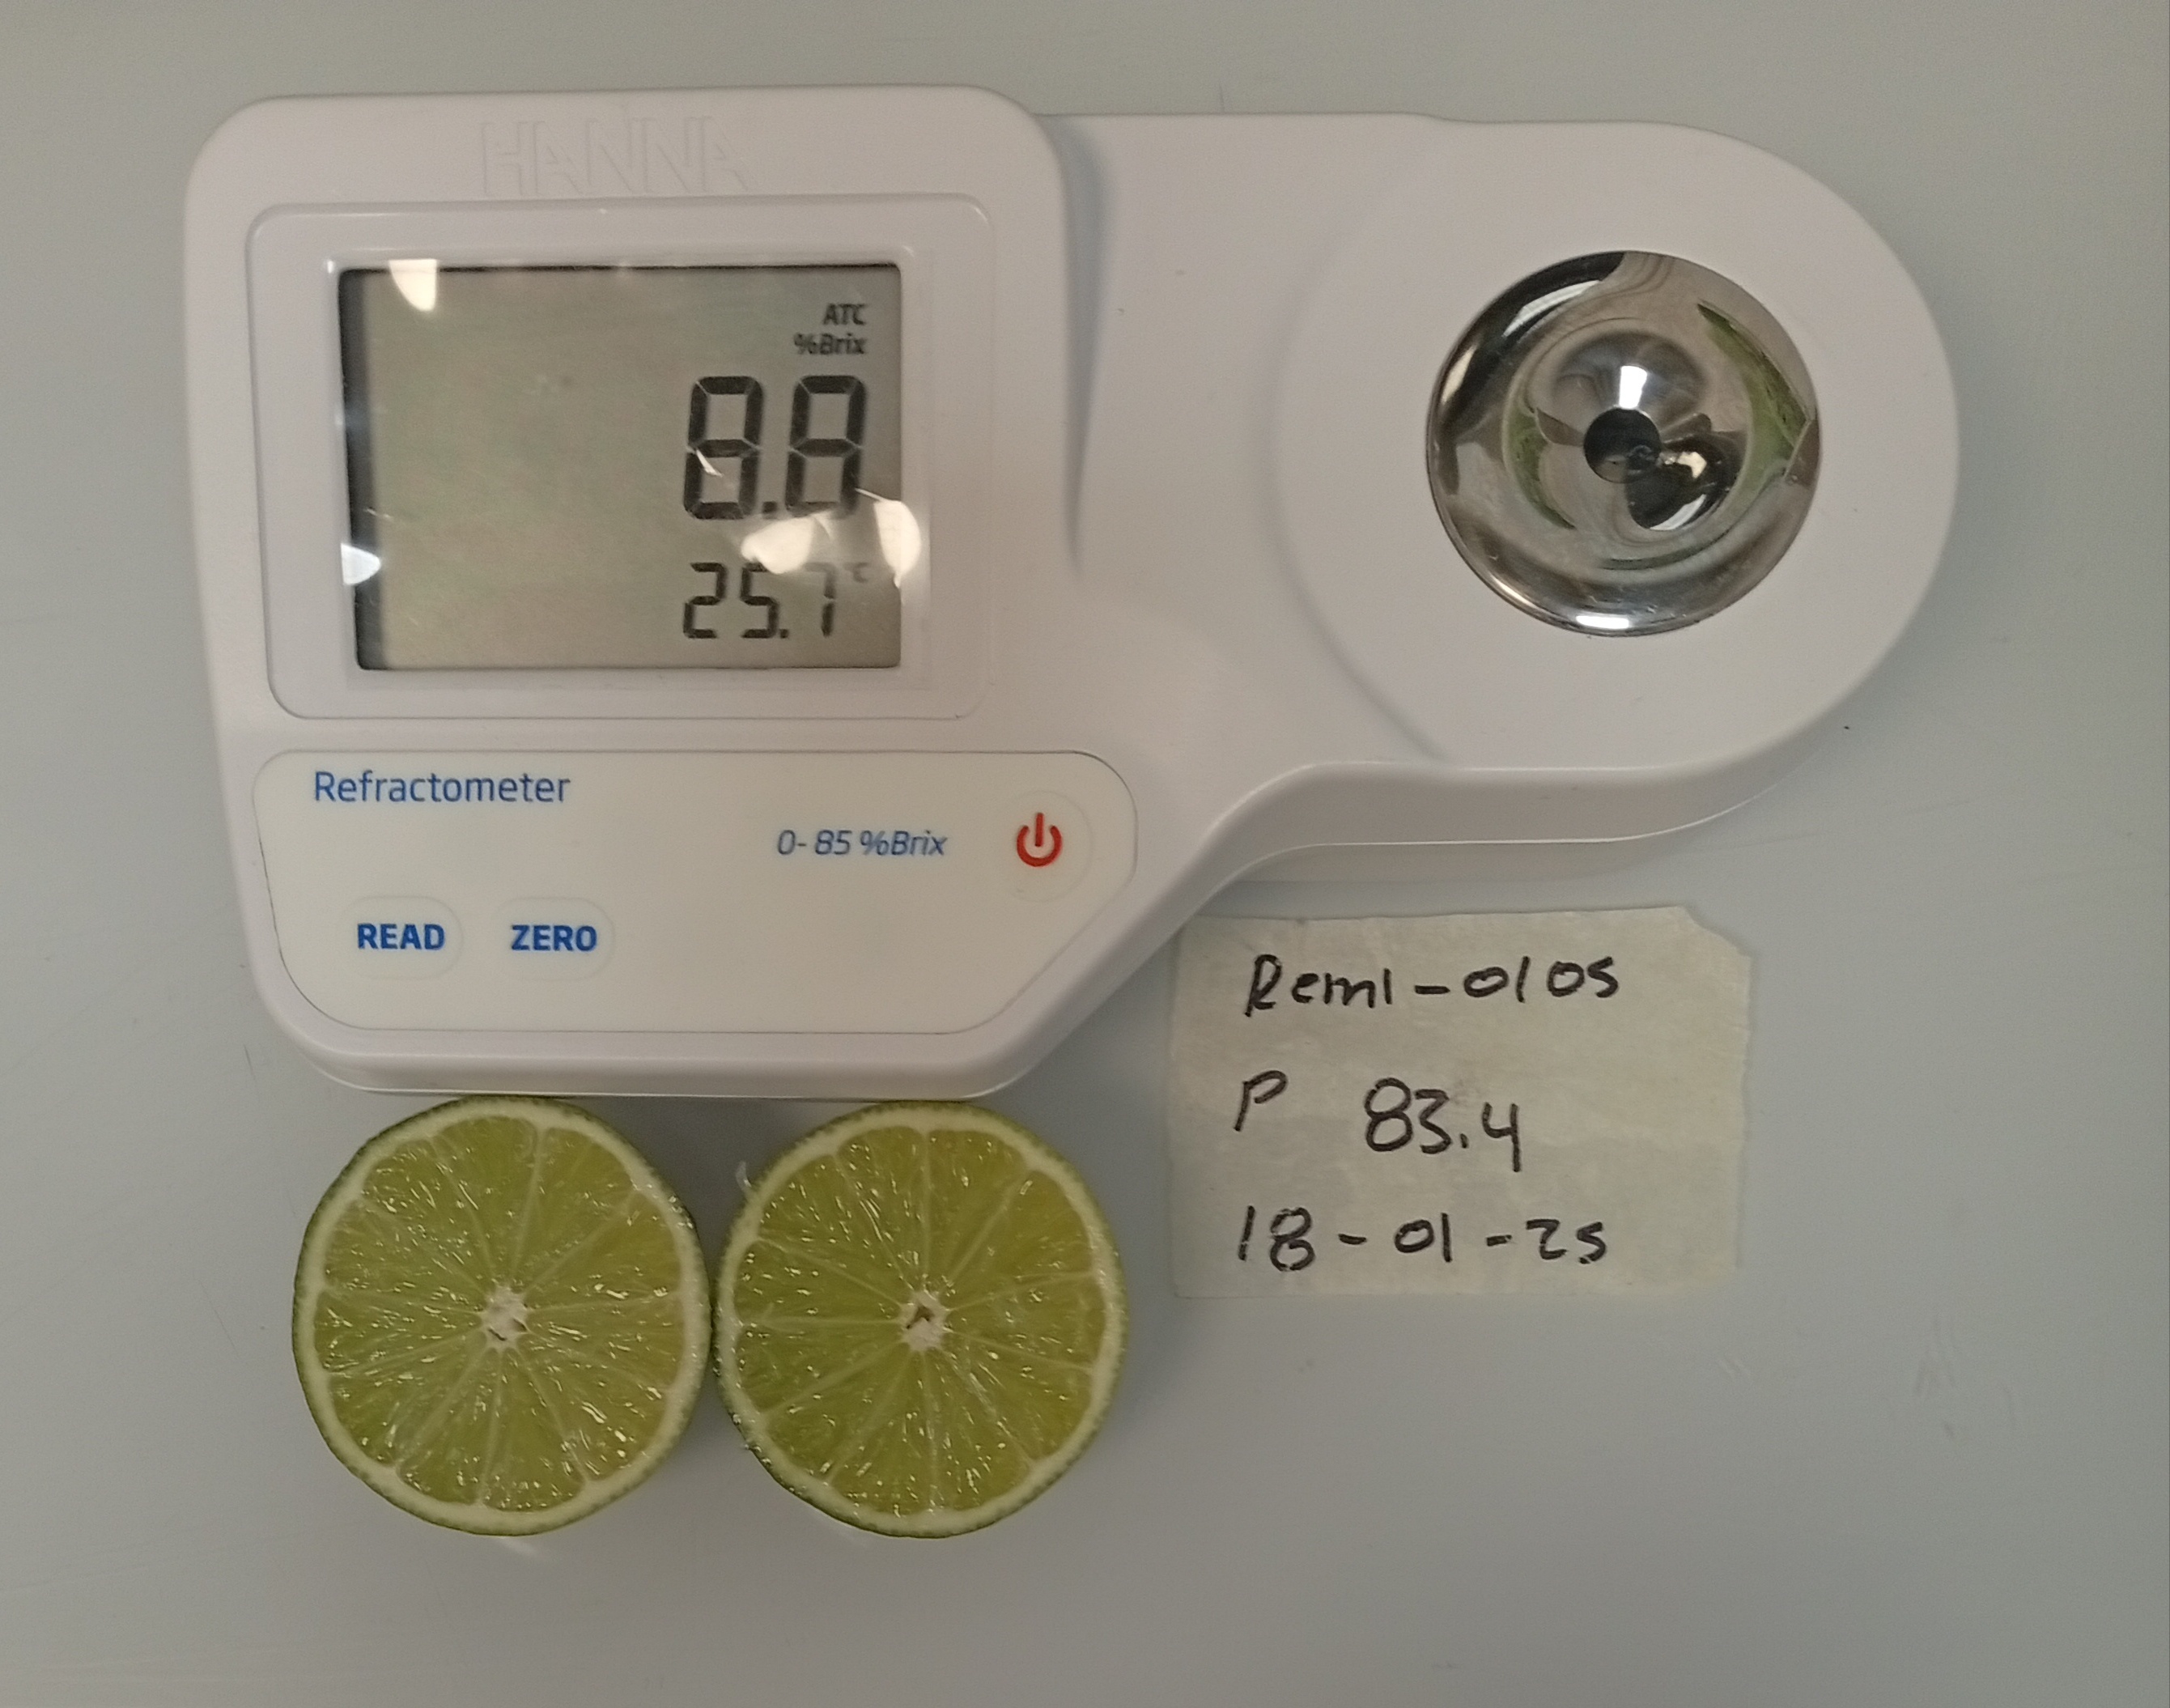 HANNA
ATC
%Brix
8.8
25.7°C
Refractometer
0-85 %Brix
READ ZERO
Rem1-0105
P 83.4
18-01-25